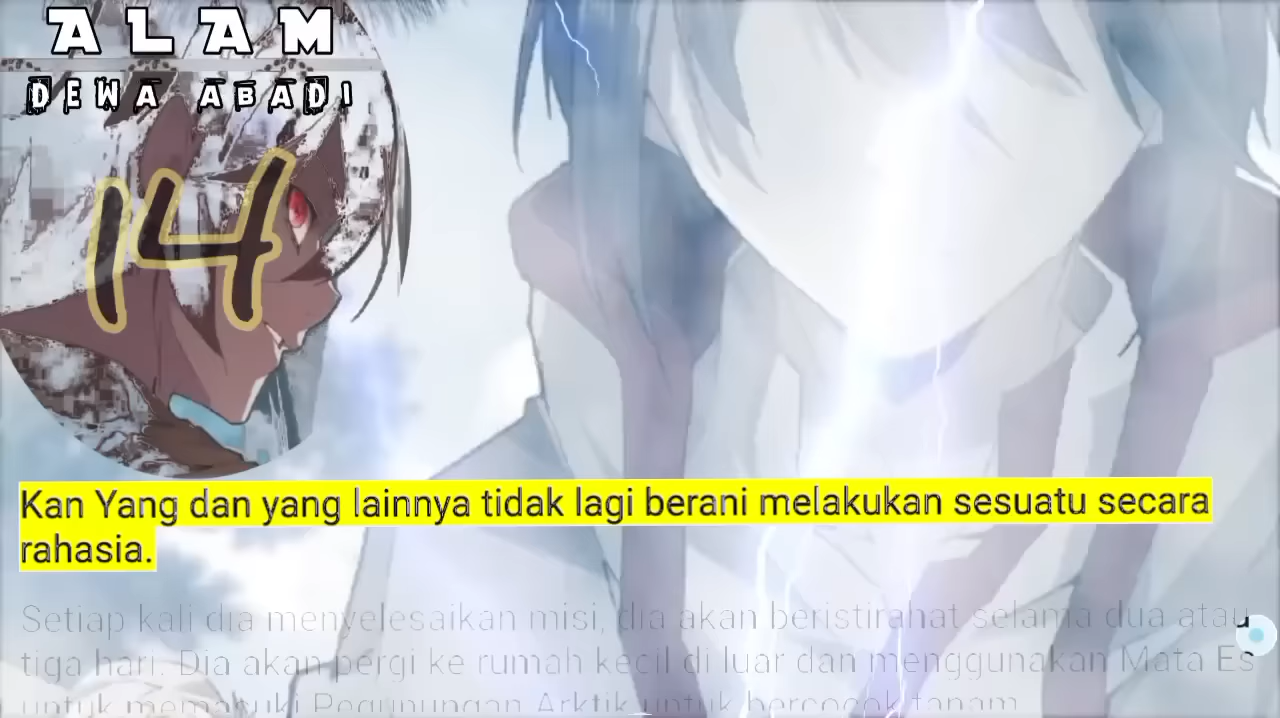 ALAM
DEWA ABADI
14
Kan Yang dan yang lainnya tidak lagi berani melakukan sesuatu secara
rahasia.
Setiap kali dia menyelesaikan misi, dia akan beristirahat selama dua atau
tiga hari. Dia akan pergi ke rumah kecil di luar dan menggunakan Mata Es
untuk memasuki Pegunungan Arktik untuk bercocok tanam.